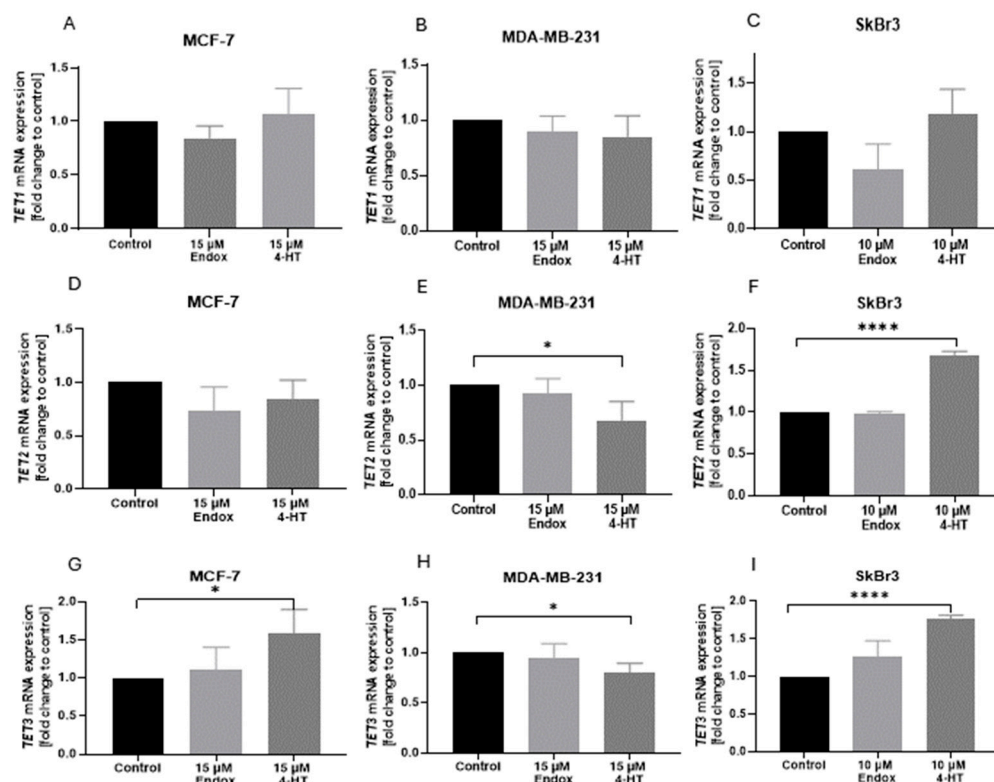 A
MCF-7
TET1 mRNA expression
[fold change to control]
1.5
1.0
0.5
0.0
Control
15 µM
Endox
15 µM
4-HT
B
MDA-MB-231
TET1 mRNA expression
[fold change to control]
1.5
1.0
0.5
0.0
Control
15 µM
Endox
15 µM
4-HT
C
SkBr3
TET1 mRNA expression
[fold change to control]
1.5
1.0
0.5
0.0
Control
10 µM
Endox
10 µM
4-HT
D
MCF-7
TET2 mRNA expression
[fold change to control]
1.5
1.0
0.5
0.0
Control
15 µM
Endox
15 µM
4-HT
E
MDA-MB-231
*
TET2 mRNA expression
[fold change to control]
1.5
1.0
0.5
0.0
Control
15 µM
Endox
15 µM
4-HT
F
SkBr3
****
TET2 mRNA expression
[fold change to control]
2.0
1.5
1.0
0.5
0.0
Control
10 µM
Endox
10 µM
4-HT
G
MCF-7
*
TET3 mRNA expression
[fold change to control]
2.0
1.5
1.0
0.5
0.0
Control
15 µM
Endox
15 µM
4-HT
H
MDA-MB-231
*
TET3 mRNA expression
[fold change to control]
1.5
1.0
0.5
0.0
Control
15 µM
Endox
15 µM
4-HT
I
SkBr3
****
TET3 mRNA expression
[fold change to control]
2.0
1.5
1.0
0.5
0.0
Control
10 µM
Endox
10 µM
4-HT